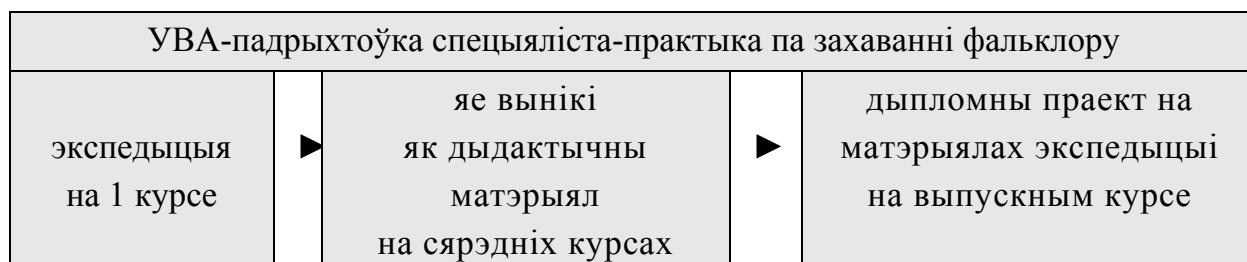 УВА-падрыхтоўка спецыяліста-практыка па захаванні фальклору
экспедыцыя
на 1 курсе
►
яе вынікі
як дыдактычны
матэрыял
на сярэдніх курсах
►
дыпломны праект на
матэрыялах экспедыцыі
на выпускным курсе